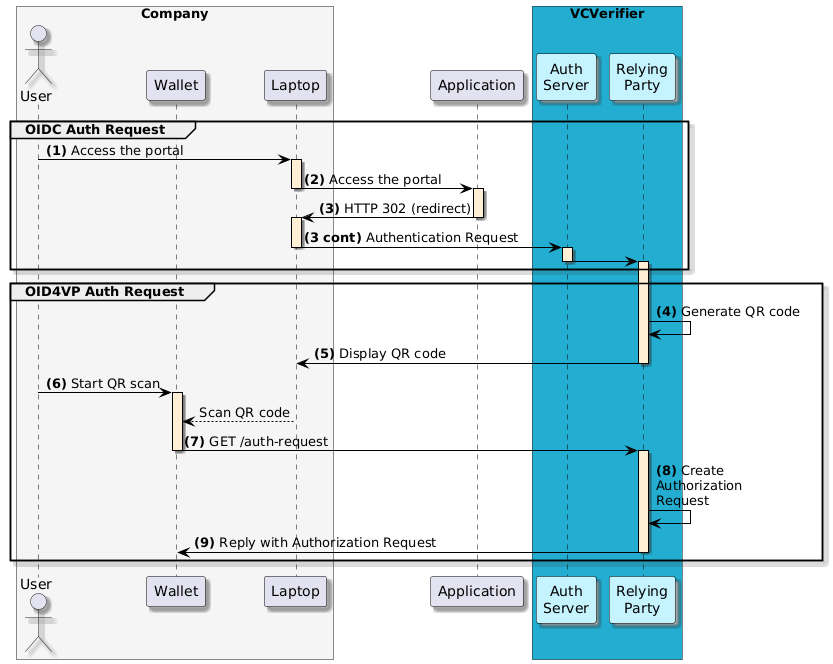 Company
VCVerifier
User
Wallet
Laptop
Application
Auth
Server
Relying
Party
OIDC Auth Request
(1) Access the portal
(2) Access the portal
(3) HTTP 302 (redirect)
(3 cont) Authentication Request
OID4VP Auth Request
(4) Generate QR code
(5) Display QR code
(6) Start QR scan
Scan QR code
(7) GET /auth-request
(8) Create
Authorization
Request
(9) Reply with Authorization Request
User
Wallet
Laptop
Application
Auth
Server
Relying
Party